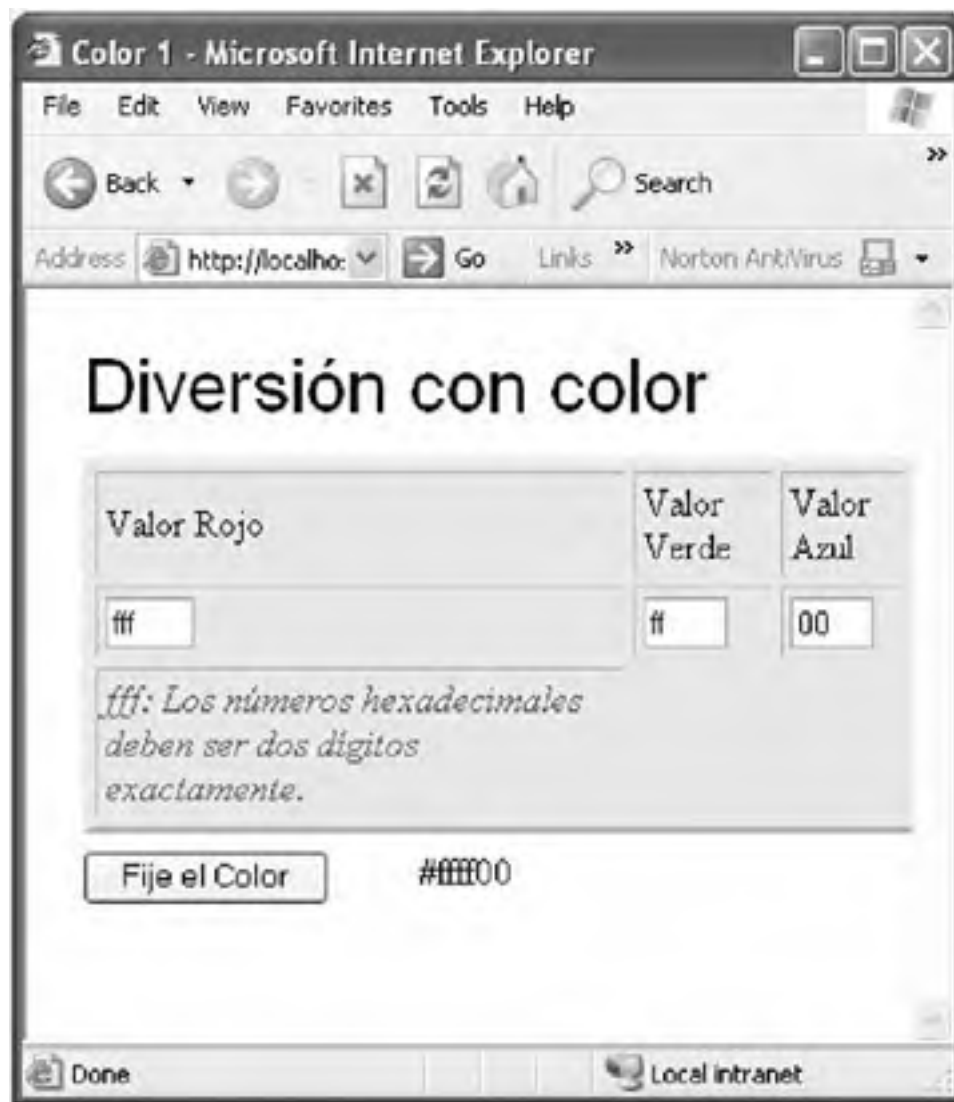 Color 1 - Microsoft Internet Explorer
File Edit View Favorites Tools Help
Back Search »
Address http://localho: Go Links » Norton AntiVirus
Diversión con color
Valor Rojo
Valor
Verde
Valor
Azul
fff ff 00
fff: Los números hexadecimales
deben ser dos dígitos
exactamente.
Fije el Color #fffff00
Done Local intranet